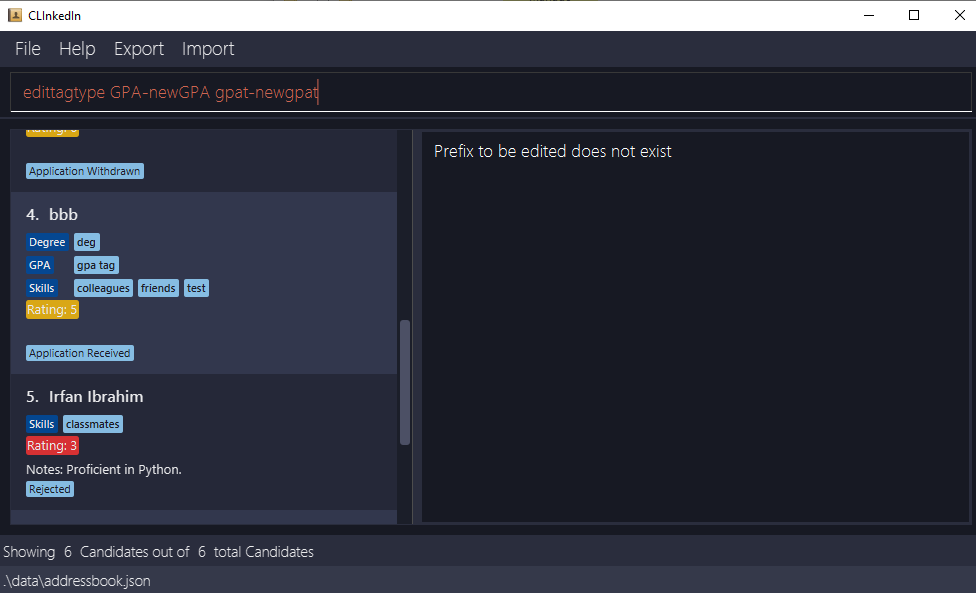 CLInkedIn
File Help Export Import
edittagtype GPA-newGPA gpat-newgpat
Application Withdrawn
4. bbb
Degree deg
GPA gpa tag
Skills colleagues friends test
Rating: 5
Application Received
5. Irfan Ibrahim
Skills classmates
Rating: 3
Notes: Proficient in Python.
Rejected
Prefix to be edited does not exist
Showing 6 Candidates out of 6 total Candidates
.\data\addressbook.json